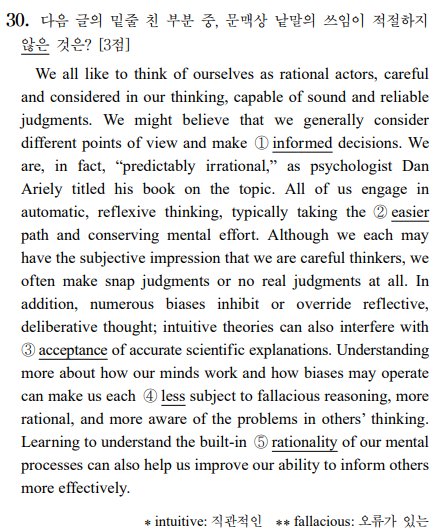 30. 다음 글의 밑줄 친 부분 중, 문맥상 낱말의 쓰임이 적절하지
않은 것은? [3점]
We all like to think of ourselves as rational actors, careful
and considered in our thinking, capable of sound and reliable
judgments. We might believe that we generally consider
different points of view and make ① informed decisions. We
are, in fact, “predictably irrational,” as psychologist Dan
Ariely titled his book on the topic. All of us engage in
automatic, reflexive thinking, typically taking the ② easier
path and conserving mental effort. Although we each may
have the subjective impression that we are careful thinkers, we
often make snap judgments or no real judgments at all. In
addition, numerous biases inhibit or override reflective,
deliberate thought; intuitive theories can also interfere with
③ acceptance of accurate scientific explanations. Understanding
more about how our minds work and how biases may operate
can make us each ④ less subject to fallacious reasoning, more
rational, and more aware of the problems in others’ thinking.
Learning to understand the built-in ⑤ rationality of our mental
processes can also help us improve our ability to inform others
more effectively.
* intuitive: 직관적인 ** fallacious: 오류가 있는